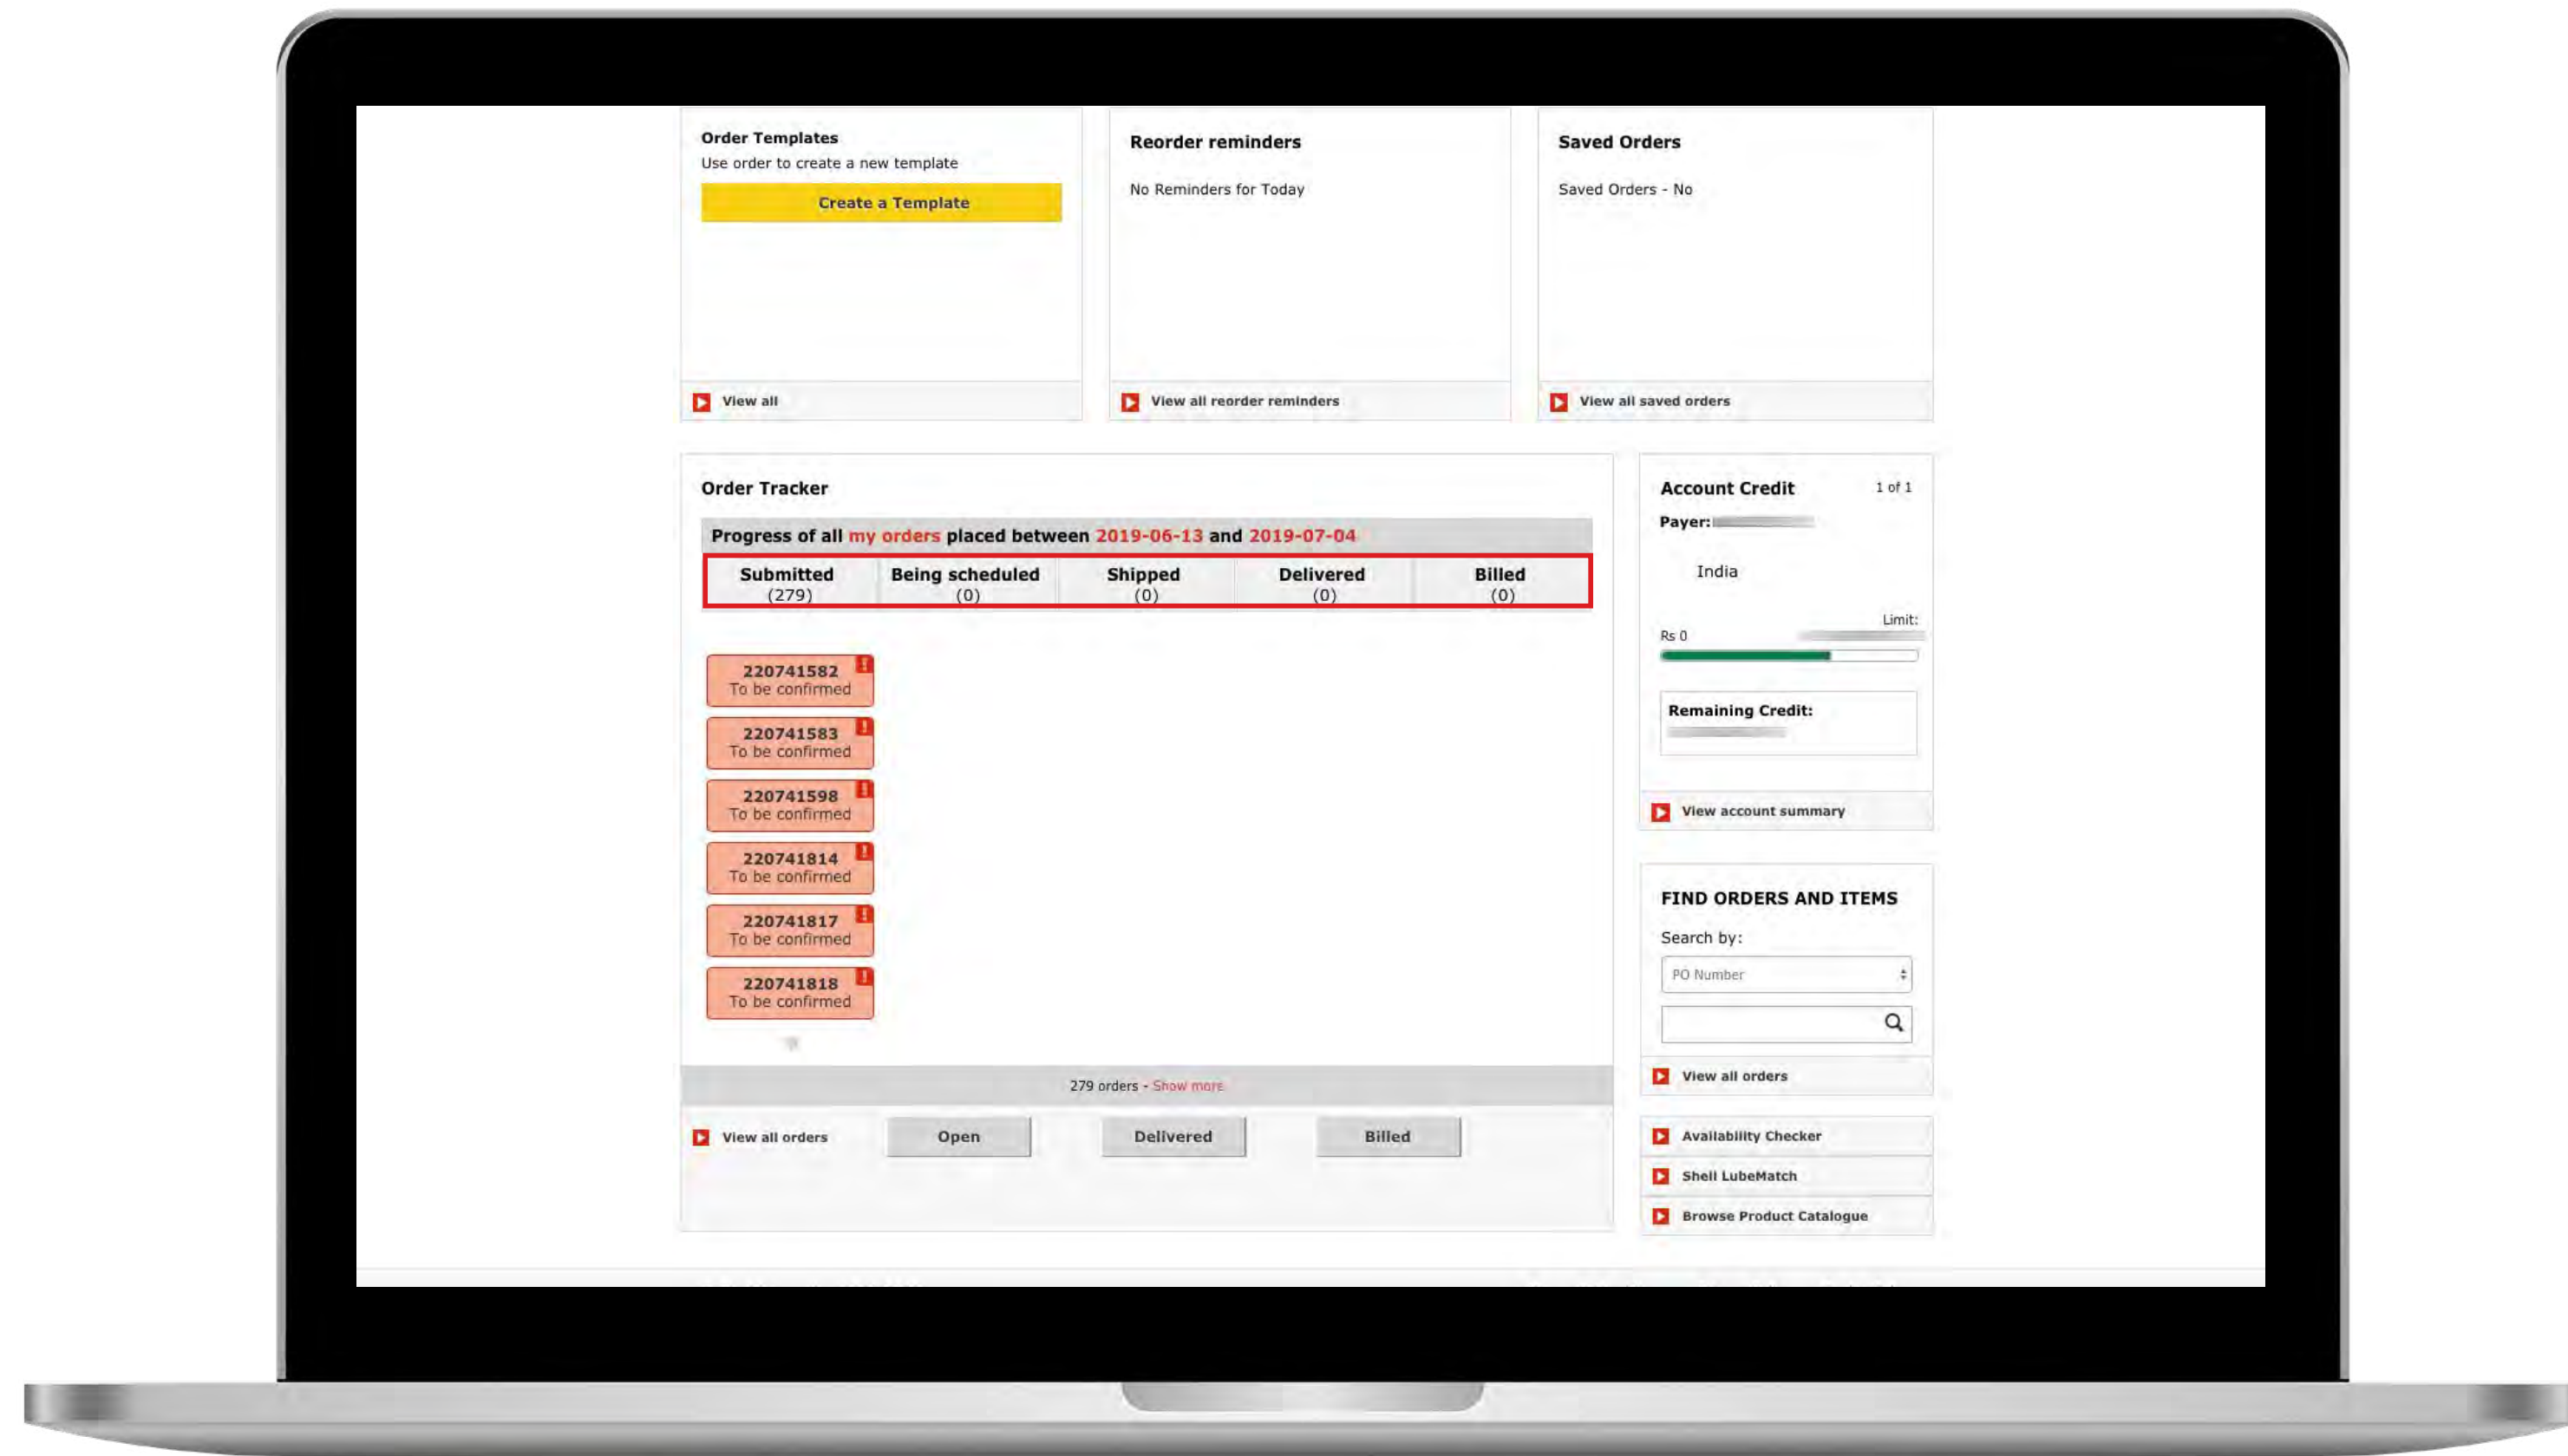 Order Templates
Use order to create a new template
Create a Template
View all
Reorder reminders
No Reminders for Today
View all reorder reminders
Saved Orders
Saved Orders - No
View all saved orders
Order Tracker
Progress of all my orders placed between 2019-06-13 and 2019-07-04
Submitted Being scheduled Shipped Delivered Billed
(279) (0) (0) (0) (0)
220741582
To be confirmed
220741583
To be confirmed
220741598
To be confirmed
220741814
To be confirmed
220741817
To be confirmed
220741818
To be confirmed
279 orders - Show more
View all orders Open Delivered Billed
Account Credit 1 of 1
Payer:
India
Limit:
Rs 0
Remaining Credit:
View account summary
FIND ORDERS AND ITEMS
Search by:
PO Number
View all orders
Availability Checker
Shell LubeMatch
Browse Product Catalogue